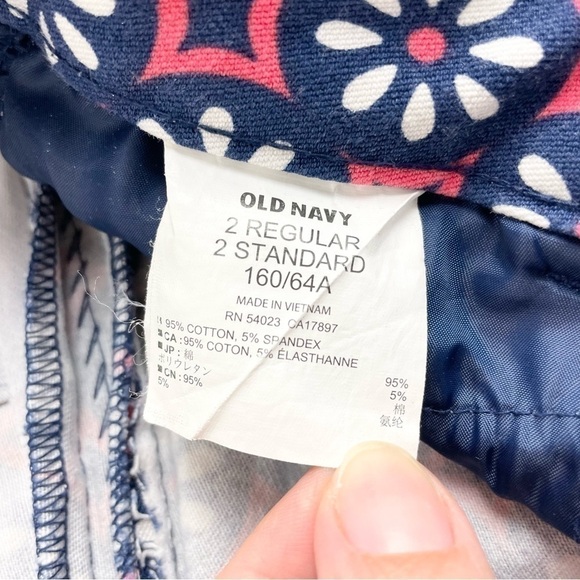 OLD NAVY
2 REGULAR
2 STANDARD
160/64A
MADE IN VIETNAM
RN 54023 CA17897
95% COTTON, 5% SPANDEX
■CA:95% COTON, 5% ÉLASTHANNE
■JP:綿 95%
ポリウレタン 5%
■CN:95% 棉
5% 氨纶